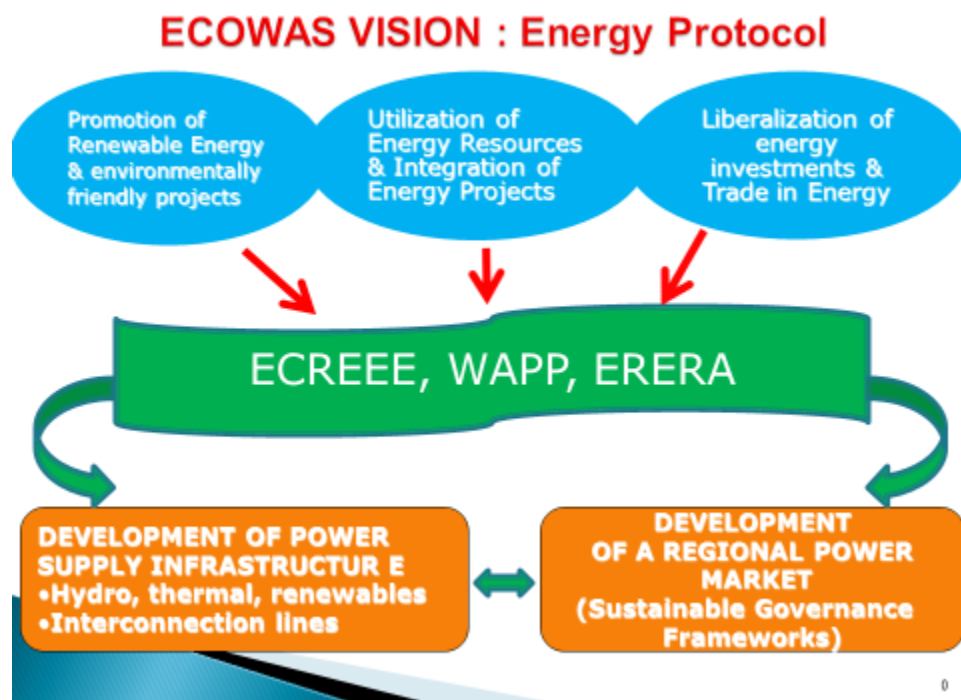 ECOWAS VISION : Energy Protocol
Promotion of
Renewable Energy
& environmentally
friendly projects
Utilization of
Energy Resources
& Integration of
Energy Projects
Liberalization of
energy
investments &
Trade in Energy
ECREEE, WAPP, ERERA
DEVELOPMENT OF POWER
SUPPLY INFRASTRUCTUR E
•Hydro, thermal, renewables
•Interconnection lines
DEVELOPMENT
OF A REGIONAL POWER
MARKET
(Sustainable Governance
Frameworks)
0